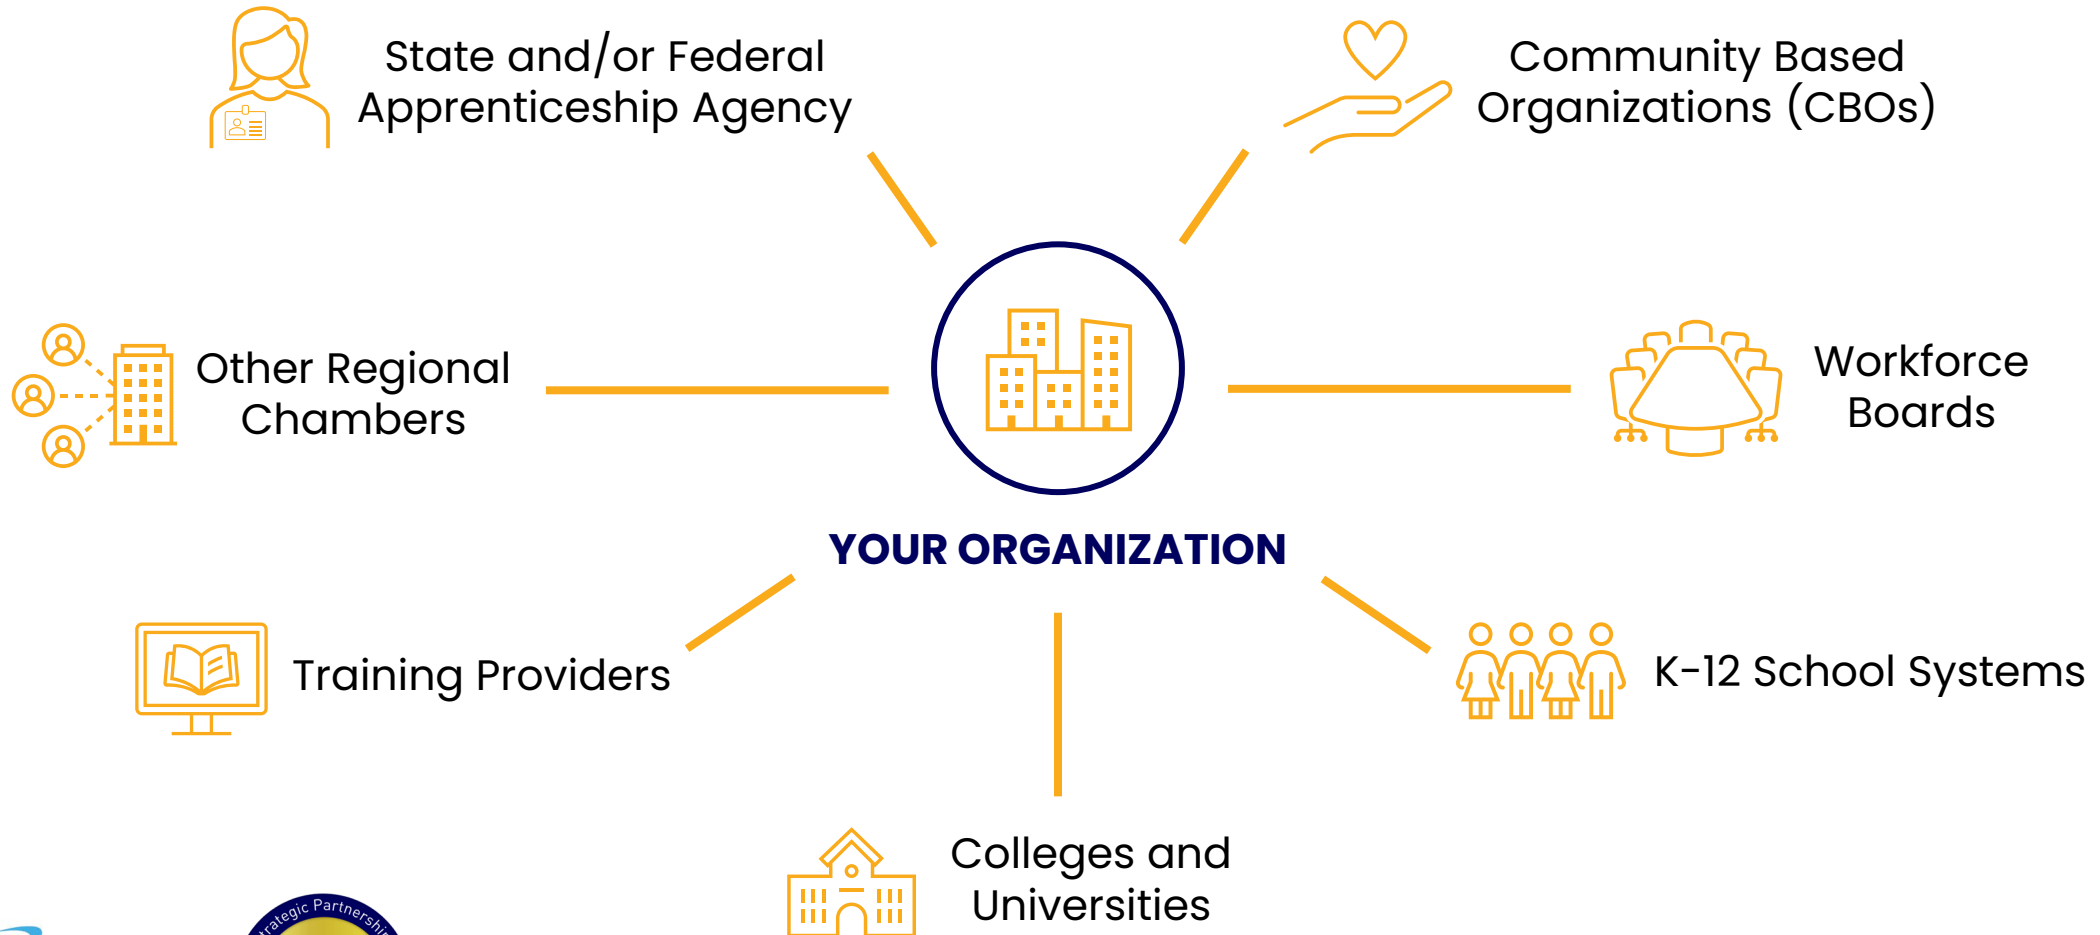 State and/or Federal
Apprenticeship Agency
Community Based
Organizations (CBOs)
Other Regional
Chambers
Workforce
Boards
YOUR ORGANIZATION
Training Providers
K-12 School Systems
Colleges and
Universities